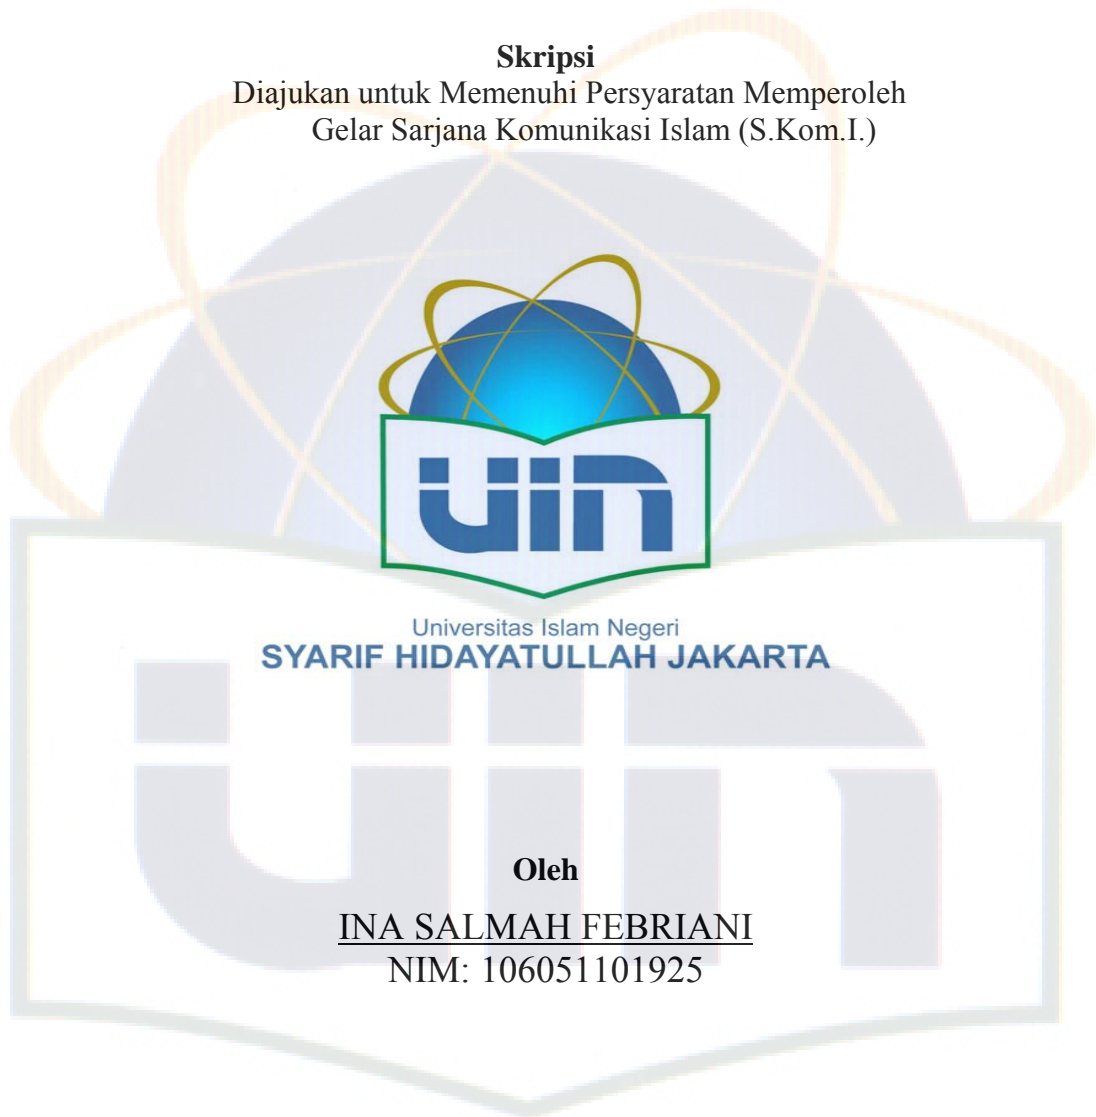 Skripsi
Diajukan untuk Memenuhi Persyaratan Memperoleh
Gelar Sarjana Komunikasi Islam (S.Kom.I.)
uin
Universitas Islam Negeri
SYARIF HIDAYATULLAH JAKARTA
uin
Oleh
INA SALMAH FEBRIANI
NIM: 106051101925